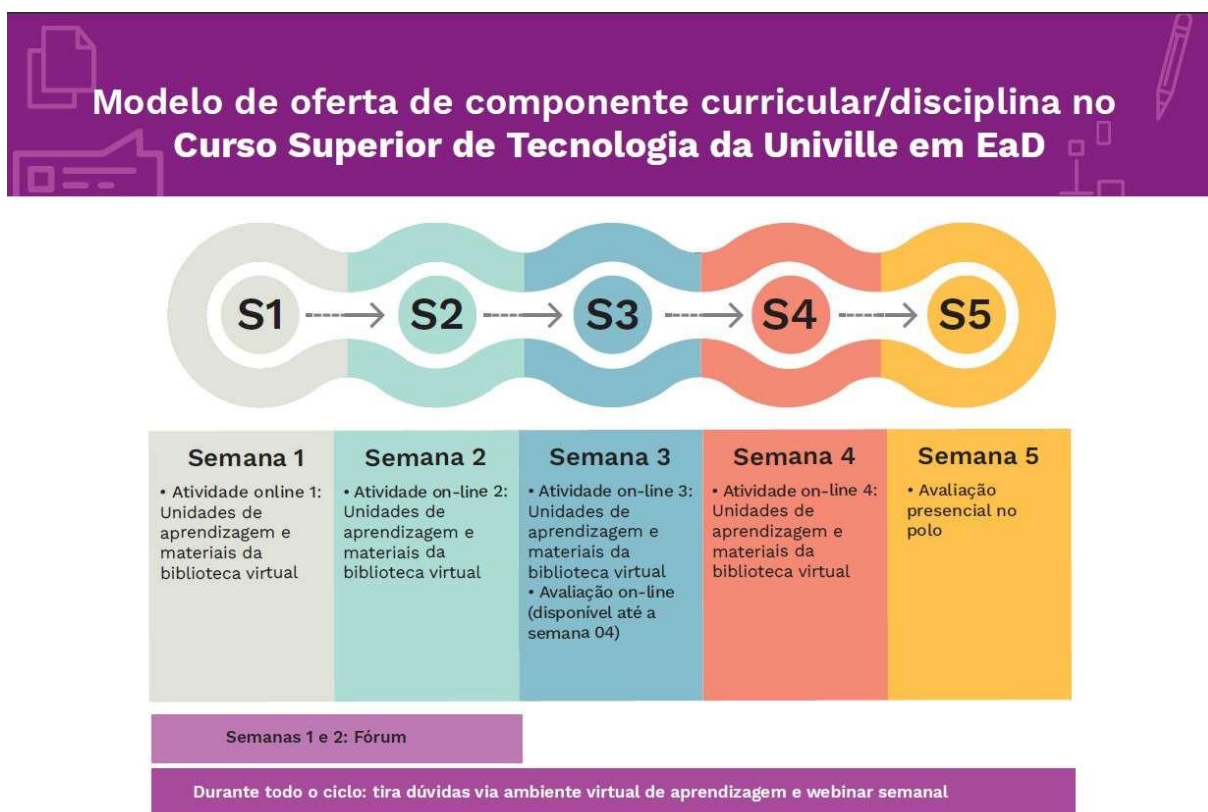 Modelo de oferta de componente curricular/disciplina no
Curso Superior de Tecnologia da Univille em EaD
S1
S2
S3
S4
S5
Semana 1
• Atividade online 1:
Unidades de
aprendizagem e
materiais da
biblioteca virtual
Semana 2
• Atividade on-line 2:
Unidades de
aprendizagem e
materiais da
biblioteca virtual
Semana 3
• Atividade on-line 3:
Unidades de
aprendizagem e
materiais da
biblioteca virtual
• Avaliação on-line
(disponível até a
semana 04)
Semana 4
• Atividade on-line 4:
Unidades de
aprendizagem e
materiais da
biblioteca virtual
Semana 5
• Avaliação
presencial no
polo
Semanas 1 e 2: Fórum
Durante todo o ciclo: tira dúvidas via ambiente virtual de aprendizagem e webinar semanal